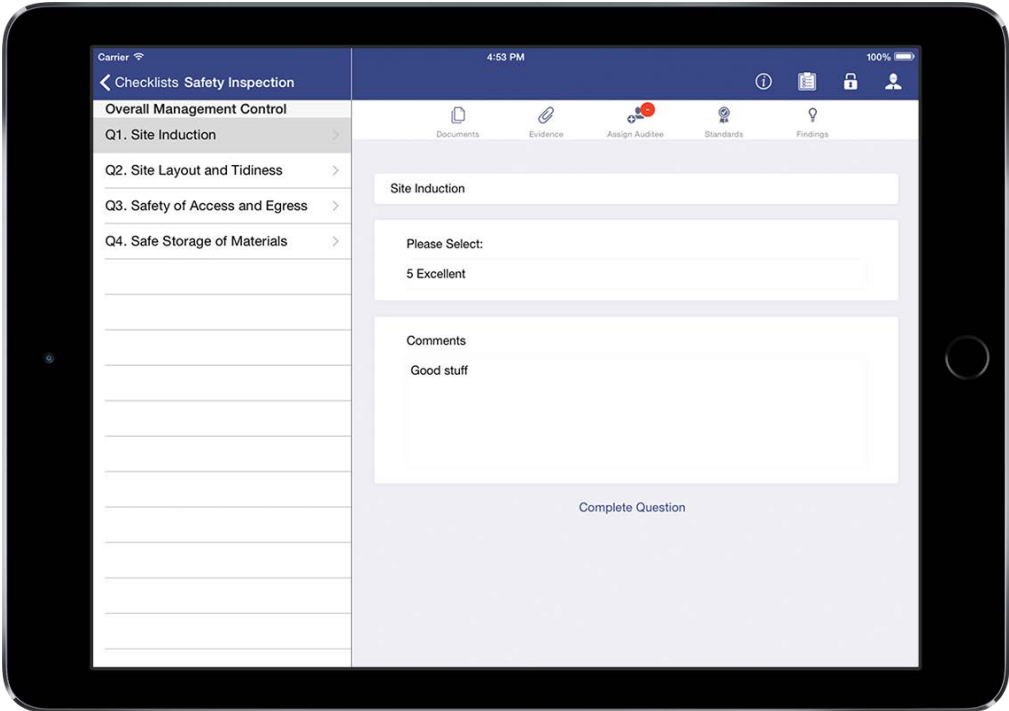 Carrier
4:53 PM
100%
Checklists Safety Inspection
Overall Management Control
Q1. Site Induction
Q2. Site Layout and Tidiness
Q3. Safety of Access and Egress
Q4. Safe Storage of Materials
Documents
Evidence
Assign Auditee
Standards
Findings
Site Induction
Please Select:
5 Excellent
Comments
Good stuff
Complete Question